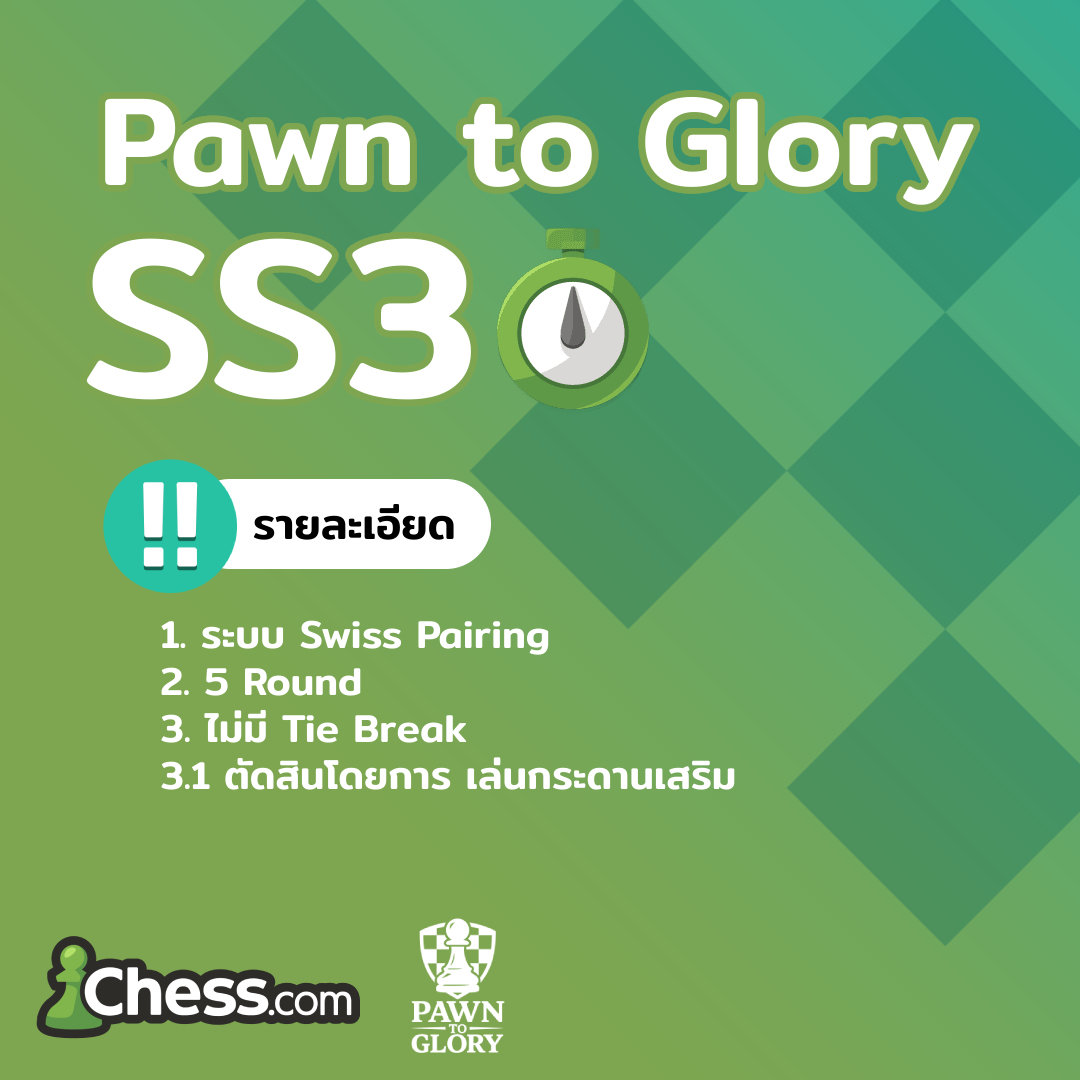 Pawn to Glory
SS3
!! รายละเอียด
1. ระบบ Swiss Pairing
2. 5 Round
3. ไม่มี Tie Break
3.1 ตัดสินโดยการ เล่นกระดานเสริม
Chess.com
PAWN
TO
GLORY